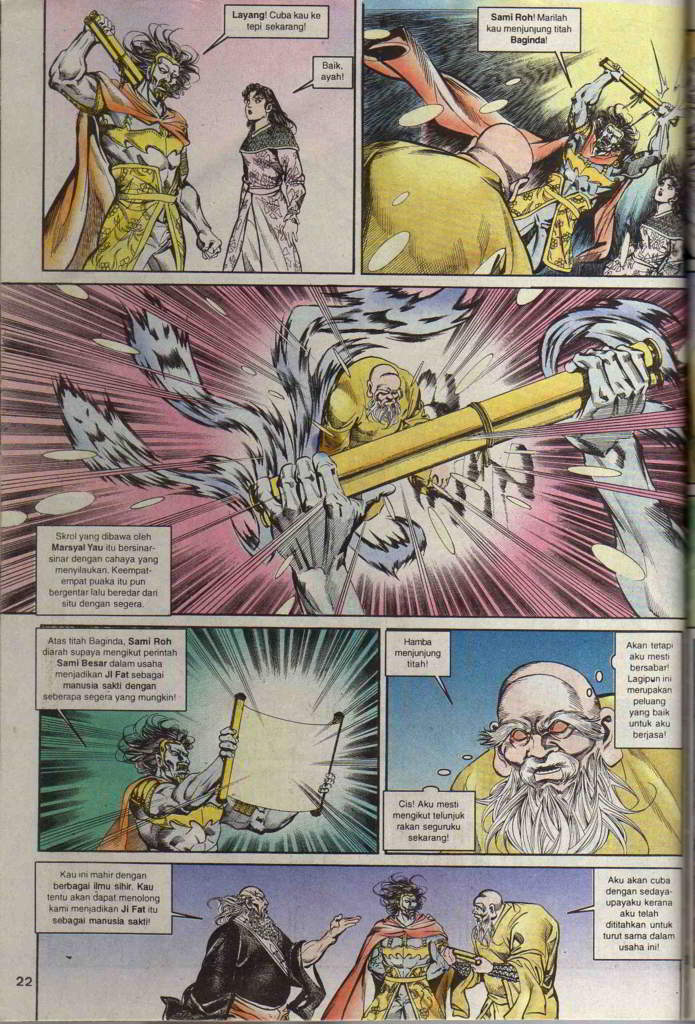 Layang! Cuba kau ke
tepi sekarang!
Baik,
ayah!
Sami Roh! Marilah
kau menjunjung titah
Baginda!
Skrol yang dibawa oleh
Marsyal Yau itu bersinar-
sinar dengan cahaya yang
menyilaukan. Keempat-
empat puaka itu pun
bergentar lalu beredar dari
situ dengan segera.
Atas titah Baginda, Sami Roh
diarah supaya mengikut perintah
Sami Besar dalam usaha
menjadikan Ji Fat sebagai
manusia sakti dengan
seberapa segera yang mungkin!
Hamba
menjunjung
titah!
Akan tetapi
aku mesti
bersabar!
Lagipun ini
merupakan
peluang
yang baik
untuk aku
berjasa!
Cis! Aku mesti
mengikut telunjuk
rakan seguruku
sekarang!
Kau ini mahir dengan
berbagai ilmu sihir. Kau
tentu akan dapat menolong
kami menjadikan Ji Fat itu
sebagai manusia sakti!
Aku akan cuba
dengan sedaya-
upayaku kerana
aku telah
dititahkan untuk
turut sama dalam
usaha ini!
22